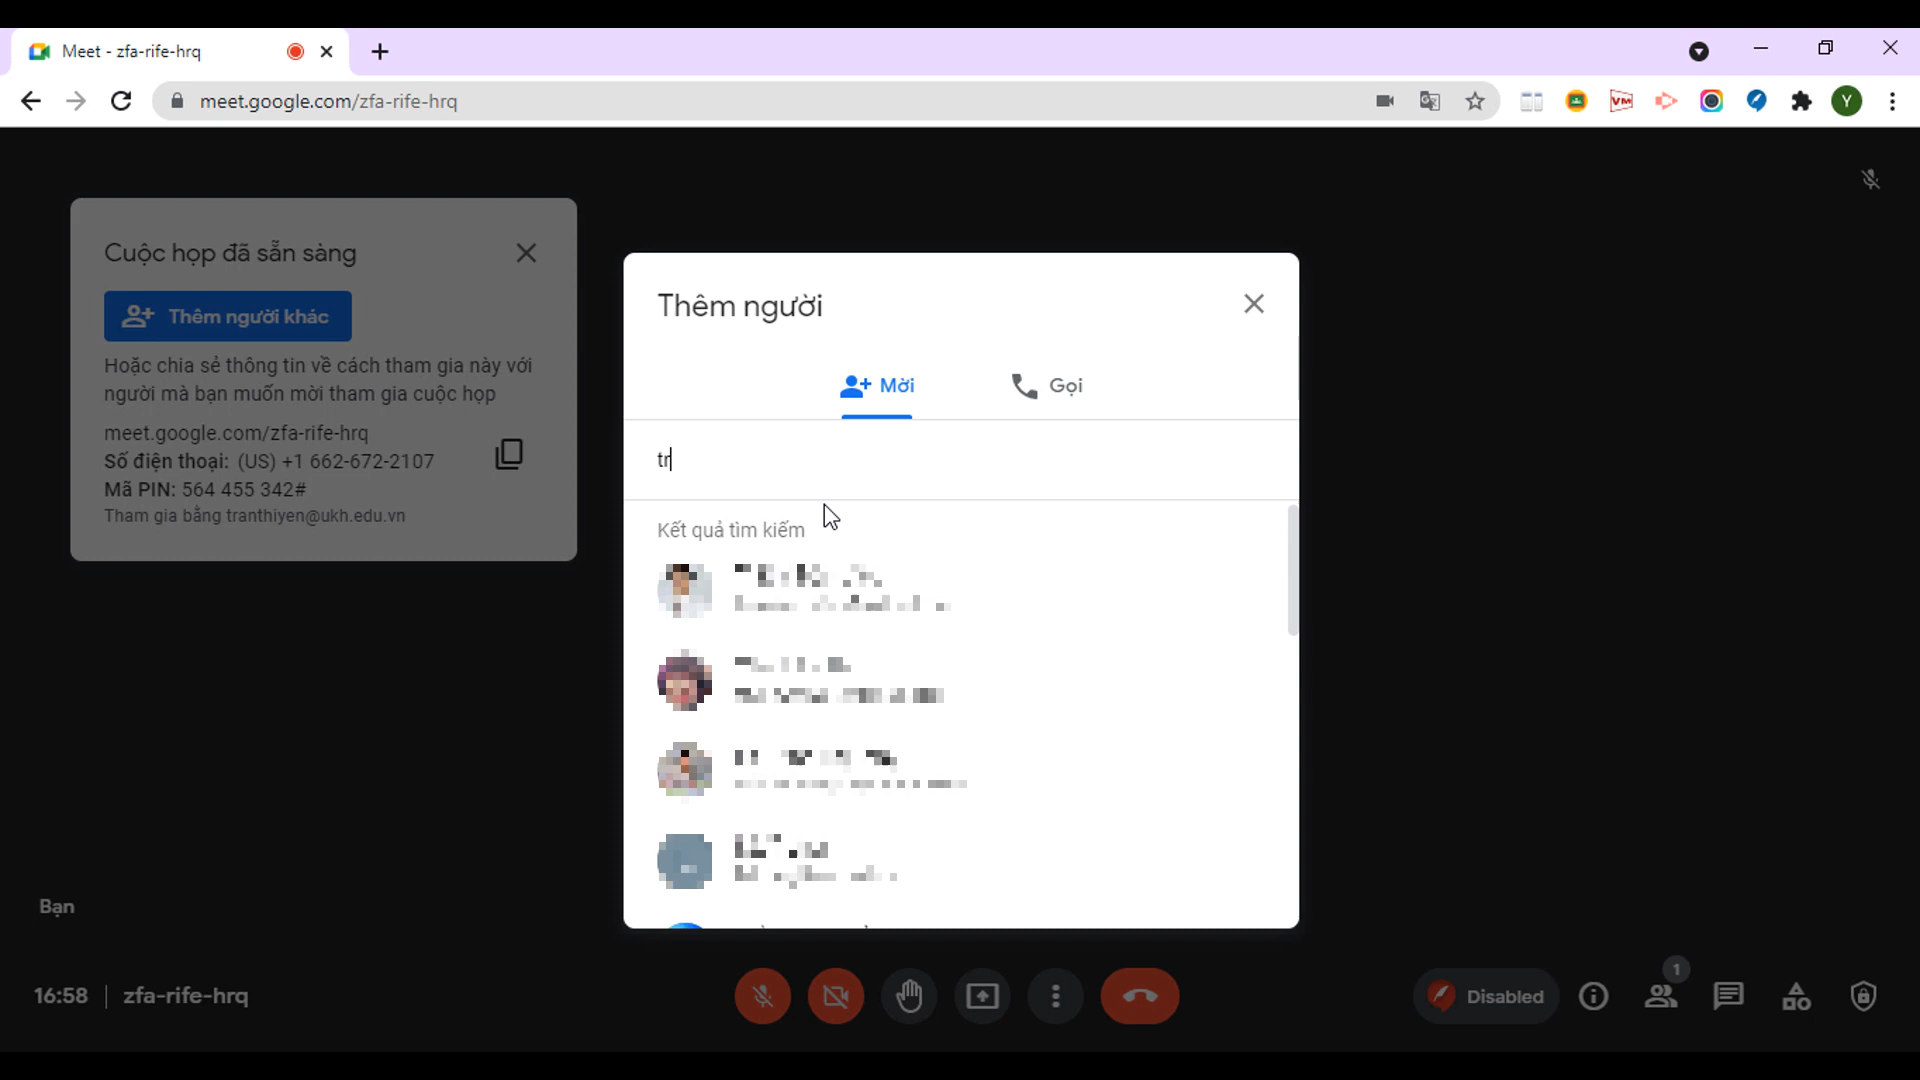 Meet - zfa-rife-hrq
meet.google.com/zfa-rife-hrq
VM
Y
Cuộc họp đã sẵn sàng
Thêm người khác
Hoặc chia sẻ thông tin về cách tham gia này với
người mà bạn muốn mời tham gia cuộc họp
meet.google.com/zfa-rife-hrq
Số điện thoại: (US) +1 662-672-2107
Mã PIN: 564 455 342#
Tham gia bằng tranthiyen@ukh.edu.vn
Thêm người
Mời
Gọi
tr
Kết quả tìm kiếm
Bạn
16:58 | zfa-rife-hrq
Disabled
1